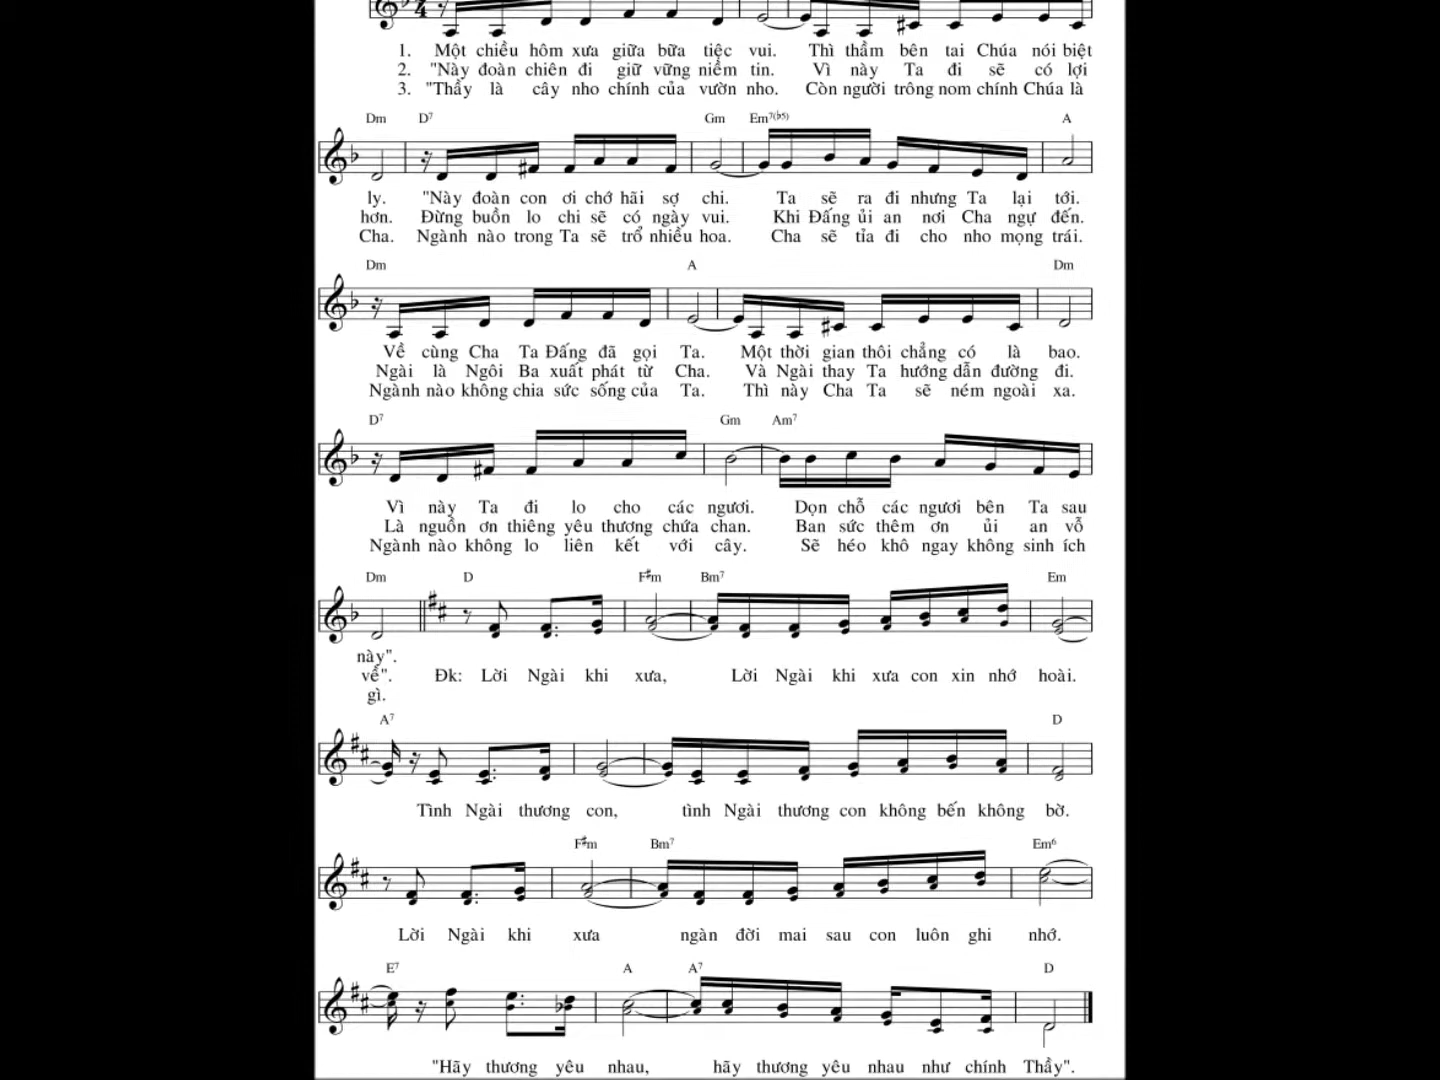 1. Một chiều hôm xưa giữa bữa tiệc vui. Thì thầm bên tai Chúa nói biệt
2. "Này đoàn chiên đi giữ vững niềm tin. Vì này Ta đi sẽ có lợi
3. "Thầy là cây nho chính của vườn nho. Còn người trông nom chính Chúa là
Dm D7 Gm Em7(b5) A
ly. "Này đoàn con ơi chớ hãi sợ chi. Ta sẽ ra đi nhưng Ta lại tới.
hơn. Đừng buồn lo chi sẽ có ngày vui. Khi Đấng ủi an nơi Cha ngự đến.
Cha. Ngành nào trong Ta sẽ trổ nhiều hoa. Cha sẽ tỉa đi cho nho mọng trái.
Dm A Dm
Về cùng Cha Ta Đấng đã gọi Ta. Một thời gian thôi chẳng có là bao.
Ngài là Ngôi Ba xuất phát từ Cha. Và Ngài thay Ta hướng dẫn đường đi.
Ngành nào không chia sức sống của Ta. Thì này Cha Ta sẽ ném ngoài xa.
D7 Gm Am7
Vì này Ta đi lo cho các ngươi. Dọn chỗ các ngươi bên Ta sau
Là nguồn ơn thiêng yêu thương chứa chan. Ban sức thêm ơn ủi an vỗ
Ngành nào không lo liên kết với cây. Sẽ héo khô ngay không sinh ích
Dm D F#m Bm7 Em
này".
về". Đk: Lời Ngài khi xưa, Lời Ngài khi xưa con xin nhớ hoài.
gì.
A7 D
Tình Ngài thương con, tình Ngài thương con không bến không bờ.
F#m Bm7 Em6
Lời Ngài khi xưa ngàn đời mai sau con luôn ghi nhớ.
E7 A A7 D
"Hãy thương yêu nhau, hãy thương yêu nhau như chính Thầy".